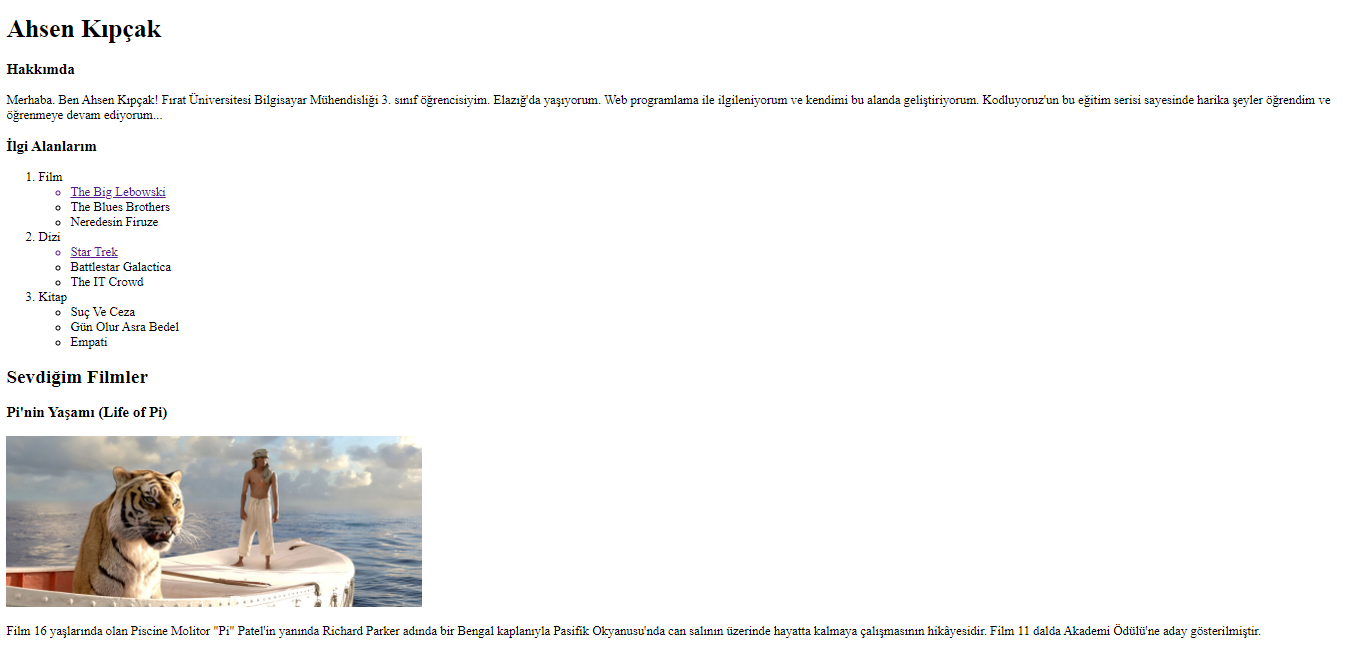 Ahsen Kıpçak
Hakkımda
Merhaba. Ben Ahsen Kıpçak! Fırat Üniversitesi Bilgisayar Mühendisliği 3. sınıf öğrencisiyim. Elazığ'da yaşıyorum. Web programlama ile ilgileniyorum ve kendimi bu alanda geliştiriyorum. Kodluyoruz'un bu eğitim serisi sayesinde harika şeyler öğrendim ve
öğrenmeye devam ediyorum...
İlgi Alanlarım
1. Film
The Big Lebowski
The Blues Brothers
Neredesin Firuze
2. Dizi
Star Trek
Battlestar Galactica
The IT Crowd
3. Kitap
Suç Ve Ceza
Gün Olur Asra Bedel
Empati
Sevdiğim Filmler
Pi'nin Yaşamı (Life of Pi)
Film 16 yaşlarında olan Piscine Molitor "Pi" Patel'in yanında Richard Parker adında bir Bengal kaplanıyla Pasifik Okyanusu'nda can salının üzerinde hayatta kalmaya çalışmasının hikâyesidir. Film 11 dalda Akademi Ödülü'ne aday gösterilmiştir.